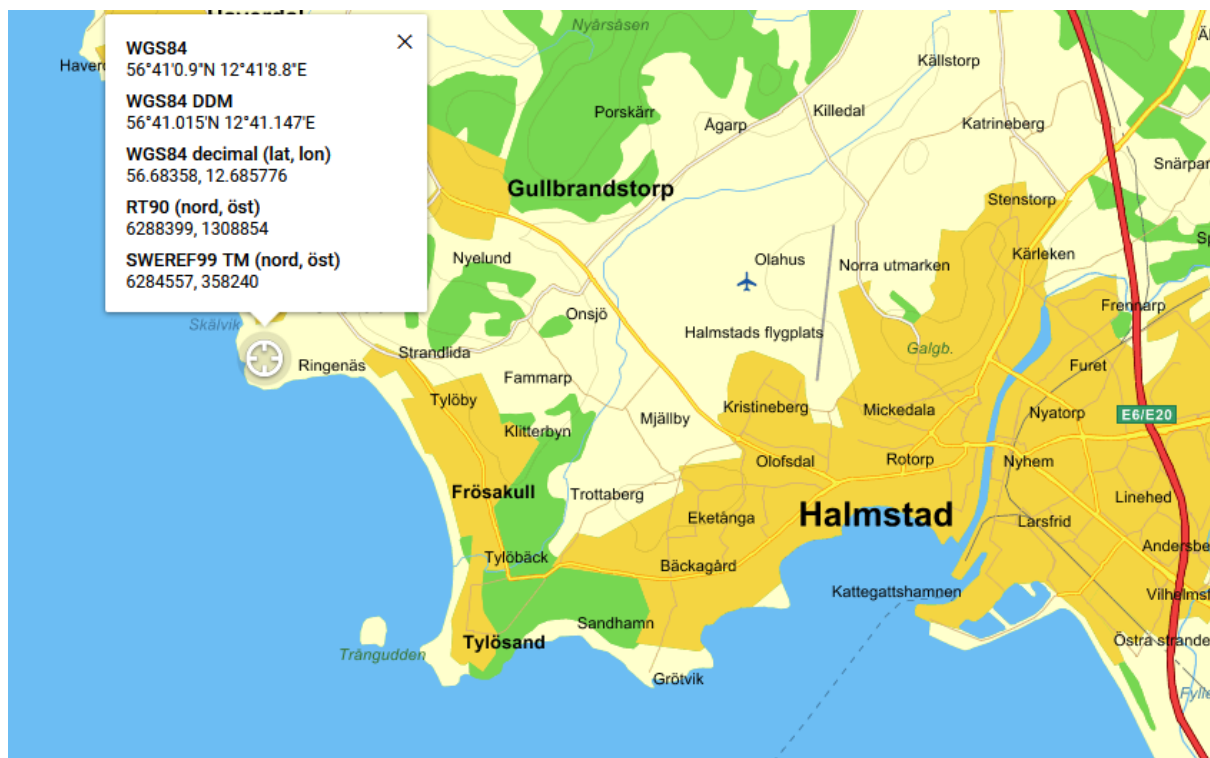 Nyårsåsen
WGS84
56°41'0.9"N 12°41'8.8"E
WGS84 DDM
56°41.015'N 12°41.147'E
WGS84 decimal (lat, lon)
56.68358, 12.685776
RT90 (nord, öst)
6288399, 1308854
SWEREF99 TM (nord, öst)
6284557, 358240
Källstorp
Porskärr
Killedal
Ågarp
Katrineberg
Gullbrandstorp
Stenstorp
Nyelund
Olahus
Norra utmarken
Kärleken
Onsjö
Frennarp
Skälvik
Halmstads flygplats
Galgb.
Strandlida
Ringenäs
Furet
Fammarp
Tylöby
Kristineberg
Mickedala
Nyatorp
E6/E20
Mjällby
Klitterbyn
Olofsdal
Rotorp
Nyhem
Frösakull
Trottaberg
Linehed
Halmstad
Eketånga
Larsfrid
Tylöbäck
Bäckagård
Kattegattshamnen
Sandhamn
Tylösand
Trångudden
Östra strande
Grötvik